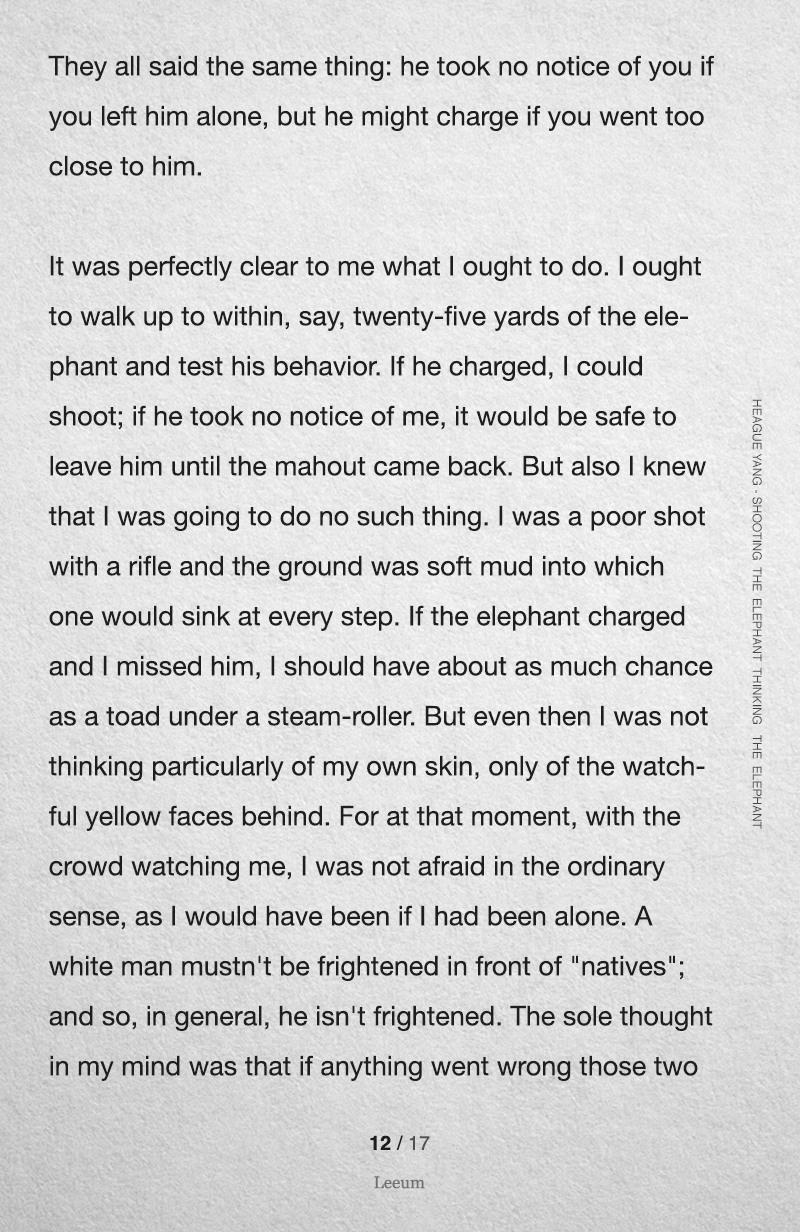 They all said the same thing: he took no notice of you if
you left him alone, but he might charge if you went too
close to him.
It was perfectly clear to me what I ought to do. I ought
to walk up to within, say, twenty-five yards of the ele-
phant and test his behavior. If he charged, I could
shoot; if he took no notice of me, it would be safe to
leave him until the mahout came back. But also I knew
that I was going to do no such thing. I was a poor shot
with a rifle and the ground was soft mud into which
one would sink at every step. If the elephant charged
and I missed him, I should have about as much chance
as a toad under a steam-roller. But even then I was not
thinking particularly of my own skin, only of the watch-
ful yellow faces behind. For at that moment, with the
crowd watching me, I was not afraid in the ordinary
sense, as I would have been if I had been alone. A
white man mustn't be frightened in front of "natives";
and so, in general, he isn't frightened. The sole thought
in my mind was that if anything went wrong those two
HEAGUE YANG - SHOOTING THE ELEPHANT THINKING THE ELEPHANT
12 / 17
Leeum